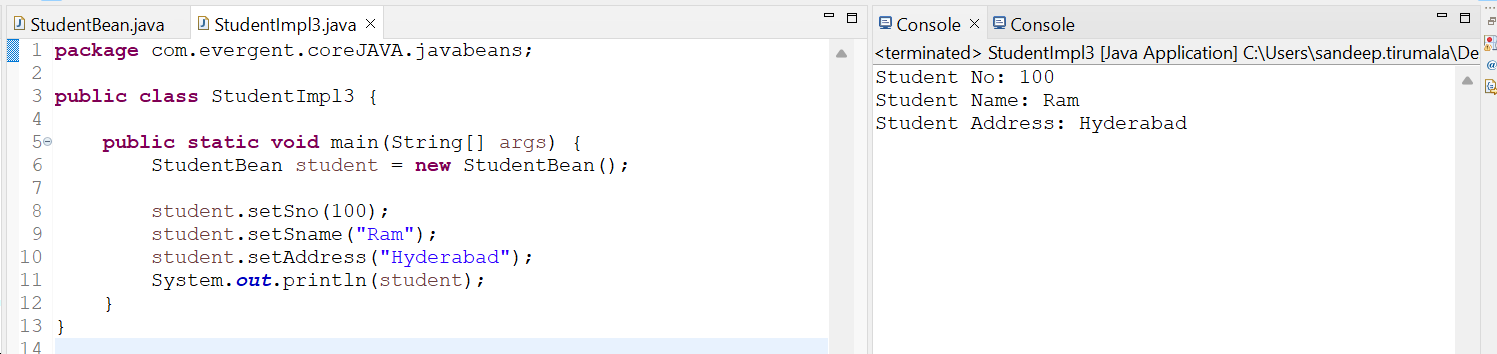 StudentBean.java
StudentImpl3.java
1 package com.evergent.coreJAVA.javabeans;
2
3 public class StudentImpl3 {
4
5 public static void main(String[] args) {
6 StudentBean student = new StudentBean();
7
8 student.setSno(100);
9 student.setSname("Ram");
10 student.setAddress("Hyderabad");
11 System.out.println(student);
12 }
13 }
14
Console
Console
<terminated> StudentImpl3 [Java Application] C:\Users\sandeep.tirumala\De
Student No: 100
Student Name: Ram
Student Address: Hyderabad